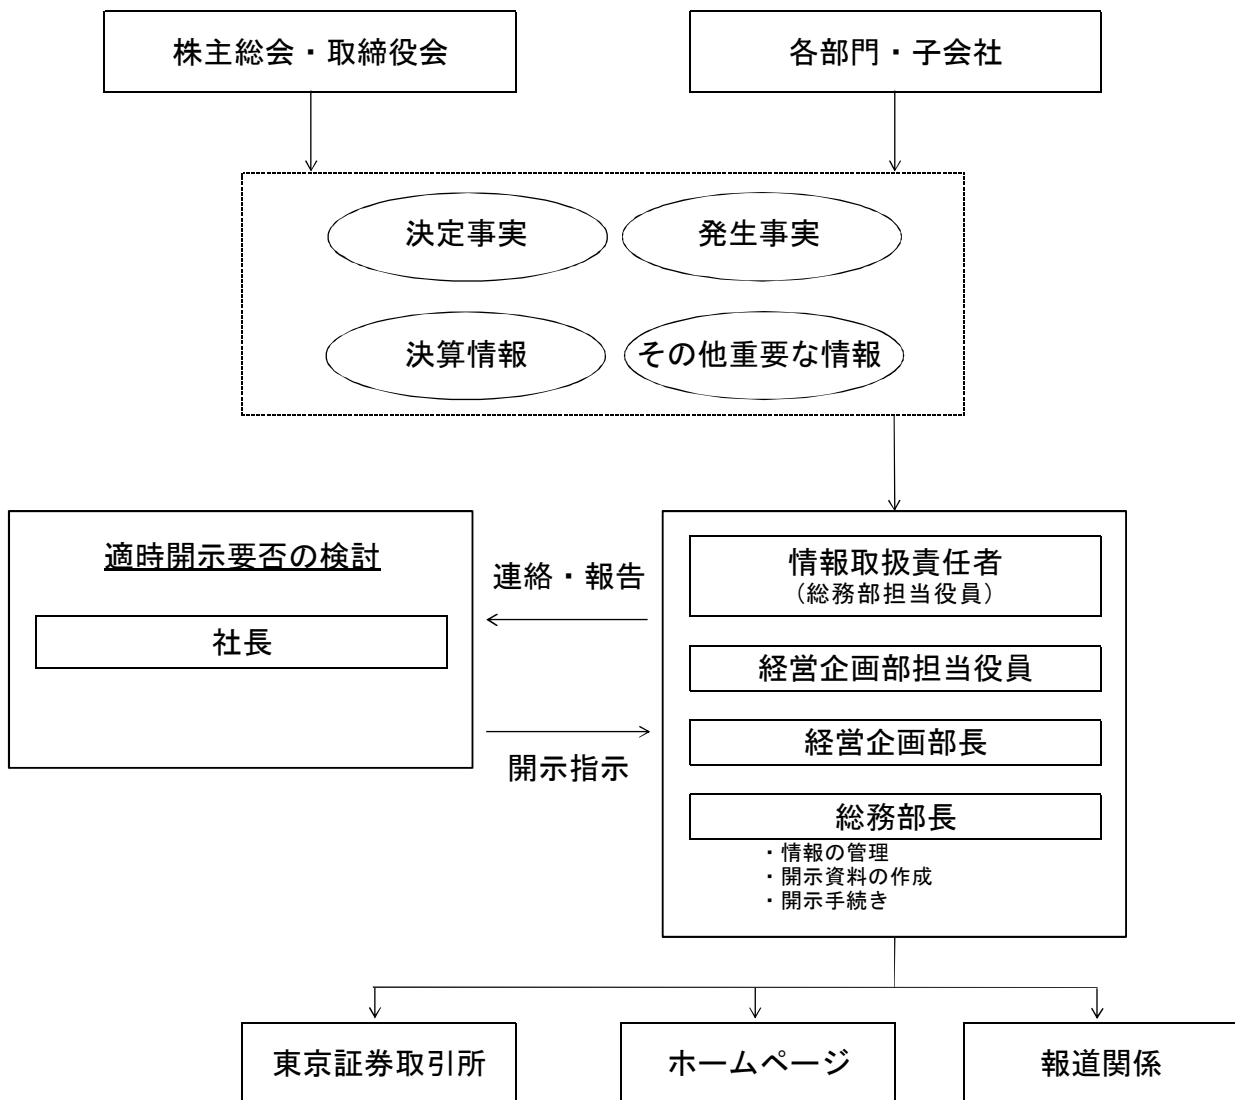 株主総会・取締役会
各部門・子会社
決定事実
発生事実
決算情報
その他重要な情報
適時開示要否の検討
社長
連絡・報告
開示指示
情報取扱責任者
(総務部担当役員)
経営企画部担当役員
経営企画部長
総務部長
・情報の管理
・開示資料の作成
・開示手続き
東京証券取引所
ホームページ
報道関係